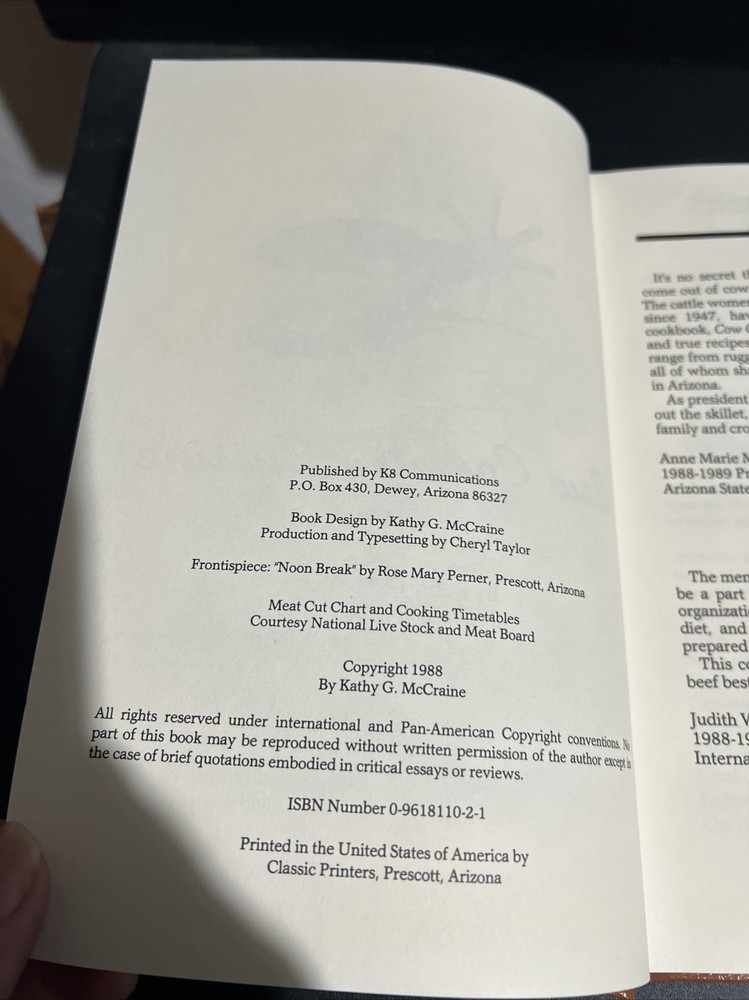 Published by K8 Communications
P.O. Box 430, Dewey, Arizona 86327
Book Design by Kathy G. McCraine
Production and Typesetting by Cheryl Taylor
Frontispiece: "Noon Break" by Rose Mary Perner, Prescott, Arizona
Meat Cut Chart and Cooking Timetables
Courtesy National Live Stock and Meat Board
Copyright 1988
By Kathy G. McCraine
All rights reserved under international and Pan-American Copyright conventions. No
part of this book may be reproduced without written permission of the author except in
the case of brief quotations embodied in critical essays or reviews.
ISBN Number 0-9618110-2-1
Printed in the United States of America by
Classic Printers, Prescott, Arizona
It's no secret
come out of cow
The cattle
since 1947,
cookbook, Cow
and true recipes
range from
all of whom
in Arizona.
As president
out the skillet,
family and
Anne Marie
1988-1989
Arizona State
The
be a part
diet, and
prepared
This
beef
Judith